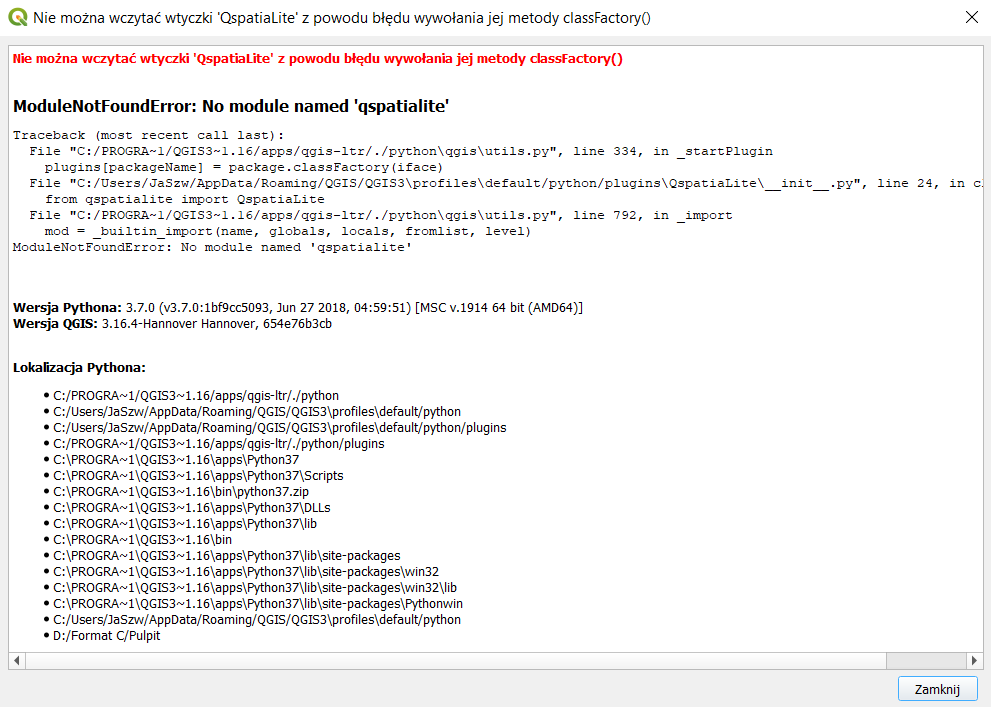 Nie można wczytać wtyczki 'QspatiaLite' z powodu błędu wywołania jej metody classFactory()
Nie można wczytać wtyczki 'QspatiaLite' z powodu błędu wywołania jej metody classFactory()
ModuleNotFoundError: No module named 'qspatialite'
Traceback (most recent call last):
File "C:/PROGRA~1/QGIS3~1.16/apps/qgis-ltr/./python\qgis\utils.py", line 334, in _startPlugin
plugins[packageName] = package.classFactory(iface)
File "C:/Users/JaSzw/AppData/Roaming/QGIS/QGIS3\profiles\default/python/plugins\QspatiaLite\__init__.py", line 24, in
from qspatialite import QspatiaLite
File "C:/PROGRA~1/QGIS3~1.16/apps/qgis-ltr/./python\qgis\utils.py", line 792, in _import
mod = _builtin_import(name, globals, locals, fromlist, level)
ModuleNotFoundError: No module named 'qspatialite'
Wersja Pythona: 3.7.0 (v3.7.0:1bf9cc5093, Jun 27 2018, 04:59:51) [MSC v.1914 64 bit (AMD64)]
Wersja QGIS: 3.16.4-Hannover Hannover, 654e76b3cb
Lokalizacja Pythona:
• C:/PROGRA~1/QGIS3~1.16/apps/qgis-ltr/./python
• C:/Users/JaSzw/AppData/Roaming/QGIS/QGIS3\profiles\default/python
• C:/Users/JaSzw/AppData/Roaming/QGIS/QGIS3\profiles\default/python/plugins
• C:/PROGRA~1/QGIS3~1.16/apps/qgis-ltr/./python/plugins
• C:\PROGRA~1\QGIS3~1.16\apps\Python37
• C:\PROGRA~1\QGIS3~1.16\apps\Python37\Scripts
• C:\PROGRA~1\QGIS3~1.16\bin\python37.zip
• C:\PROGRA~1\QGIS3~1.16\apps\Python37\DLLs
• C:\PROGRA~1\QGIS3~1.16\apps\Python37\lib
• C:\PROGRA~1\QGIS3~1.16\bin
• C:\PROGRA~1\QGIS3~1.16\apps\Python37\lib\site-packages
• C:\PROGRA~1\QGIS3~1.16\apps\Python37\lib\site-packages\win32
• C:\PROGRA~1\QGIS3~1.16\apps\Python37\lib\site-packages\win32\lib
• C:\PROGRA~1\QGIS3~1.16\apps\Python37\lib\site-packages\Pythonwin
• C:/Users/JaSzw/AppData/Roaming/QGIS/QGIS3\profiles\default/python
• D:/Format C/Pulpit
Zamknij